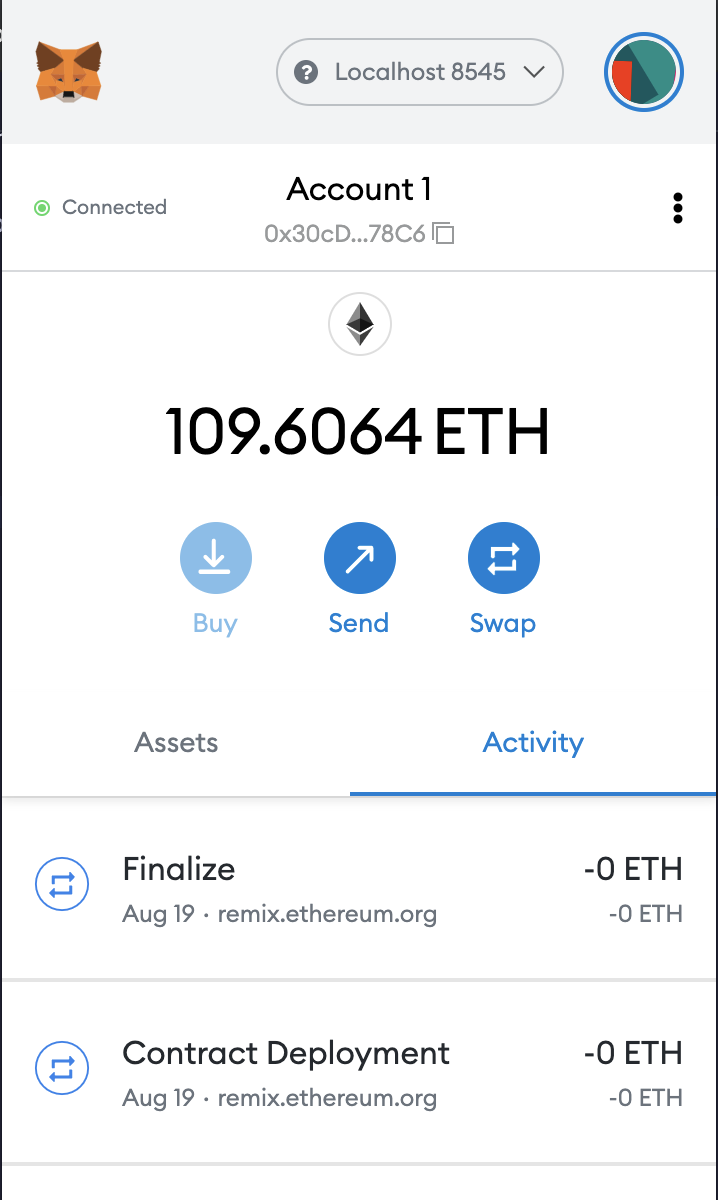 ? Localhost 8545
Account 1
Connected
0x30cD...78C6
109.6064 ETH
Buy Send Swap
Assets Activity
Finalize -0 ETH
Aug 19 · remix.ethereum.org -0 ETH
Contract Deployment -0 ETH
Aug 19 · remix.ethereum.org -0 ETH